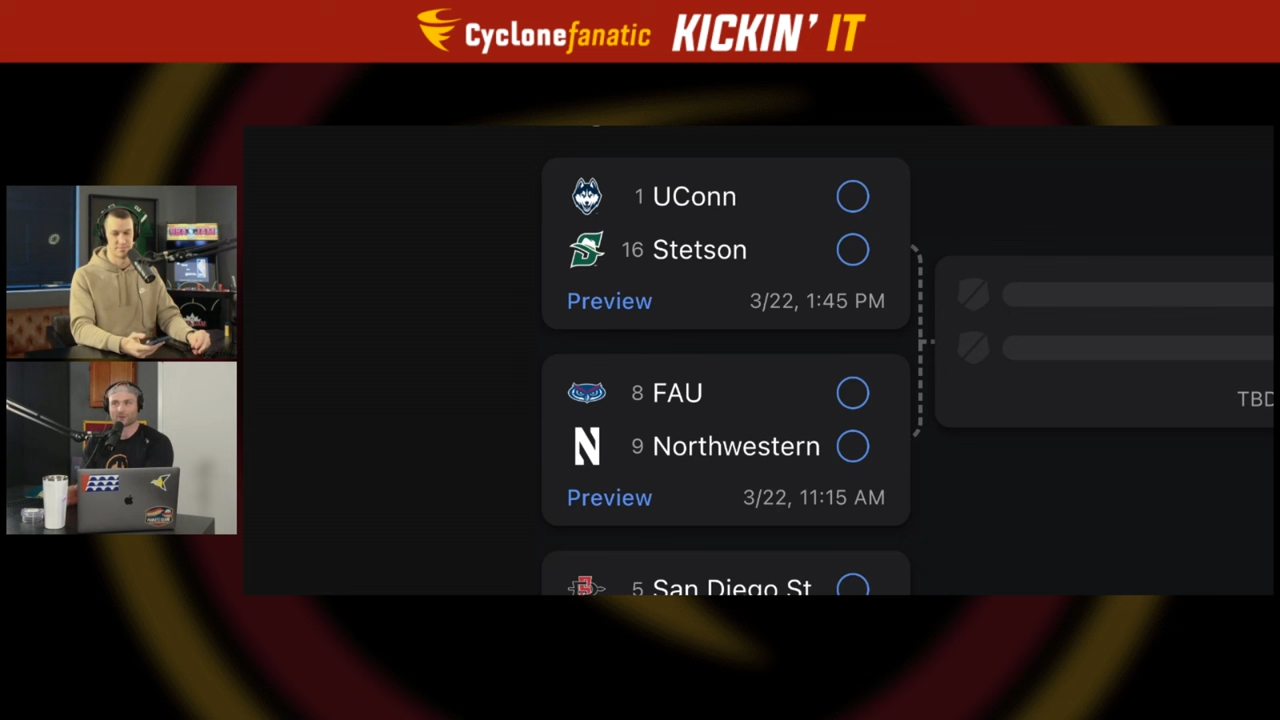 Cyclonefanatic KICKIN' IT
1 UConn
16 Stetson
Preview 3/22, 1:45 PM
8 FAU
9 Northwestern
Preview 3/22, 11:15 AM
TBD
5 San Diego St